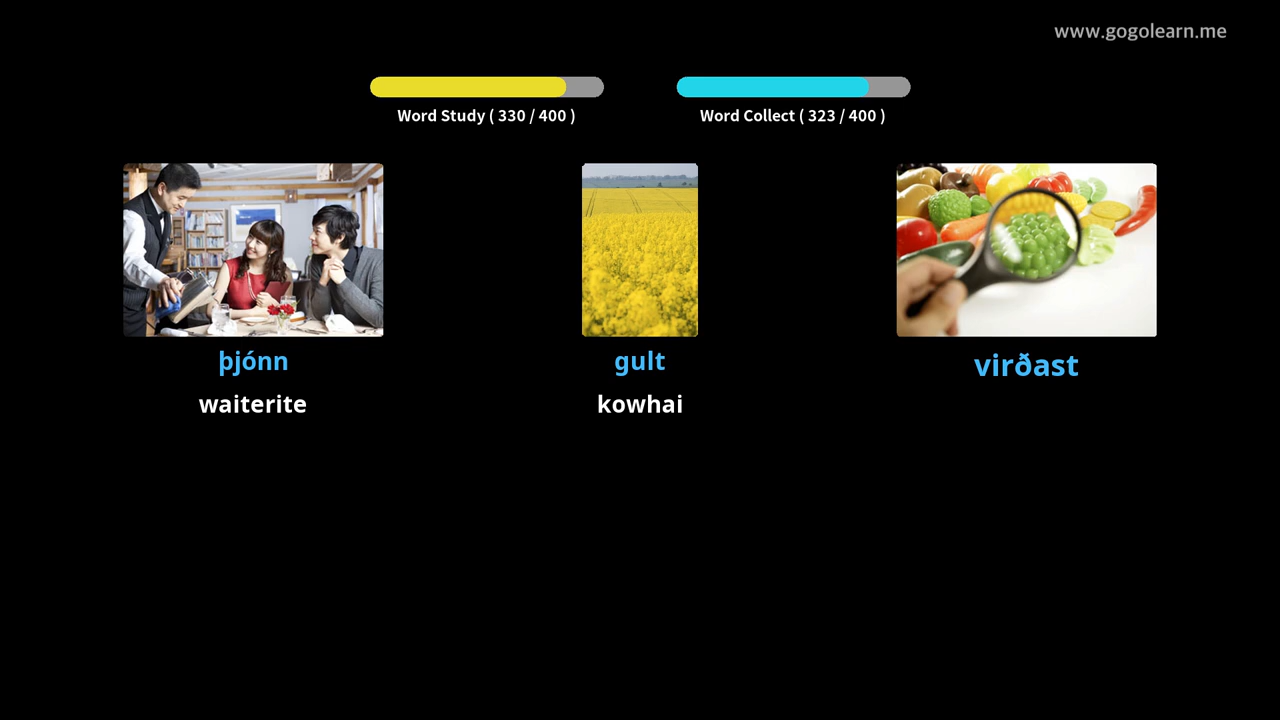 www.gogolearn.me
Word Study ( 330 / 400 )
Word Collect ( 323 / 400 )
þjónn
waiterite
gult
kowhai
virðast